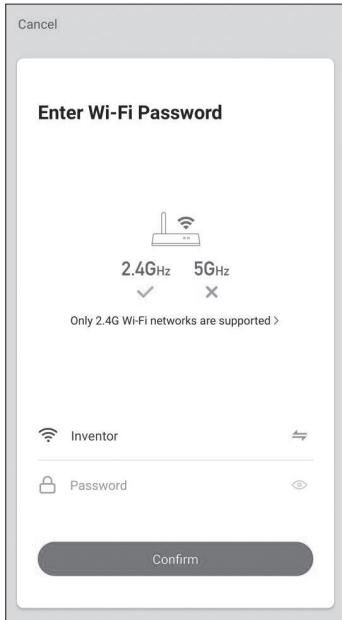 Cancel
Enter Wi-Fi Password
2.4GHz 5GHz
Only 2.4G Wi-Fi networks are supported >
Inventor
Password
Confirm